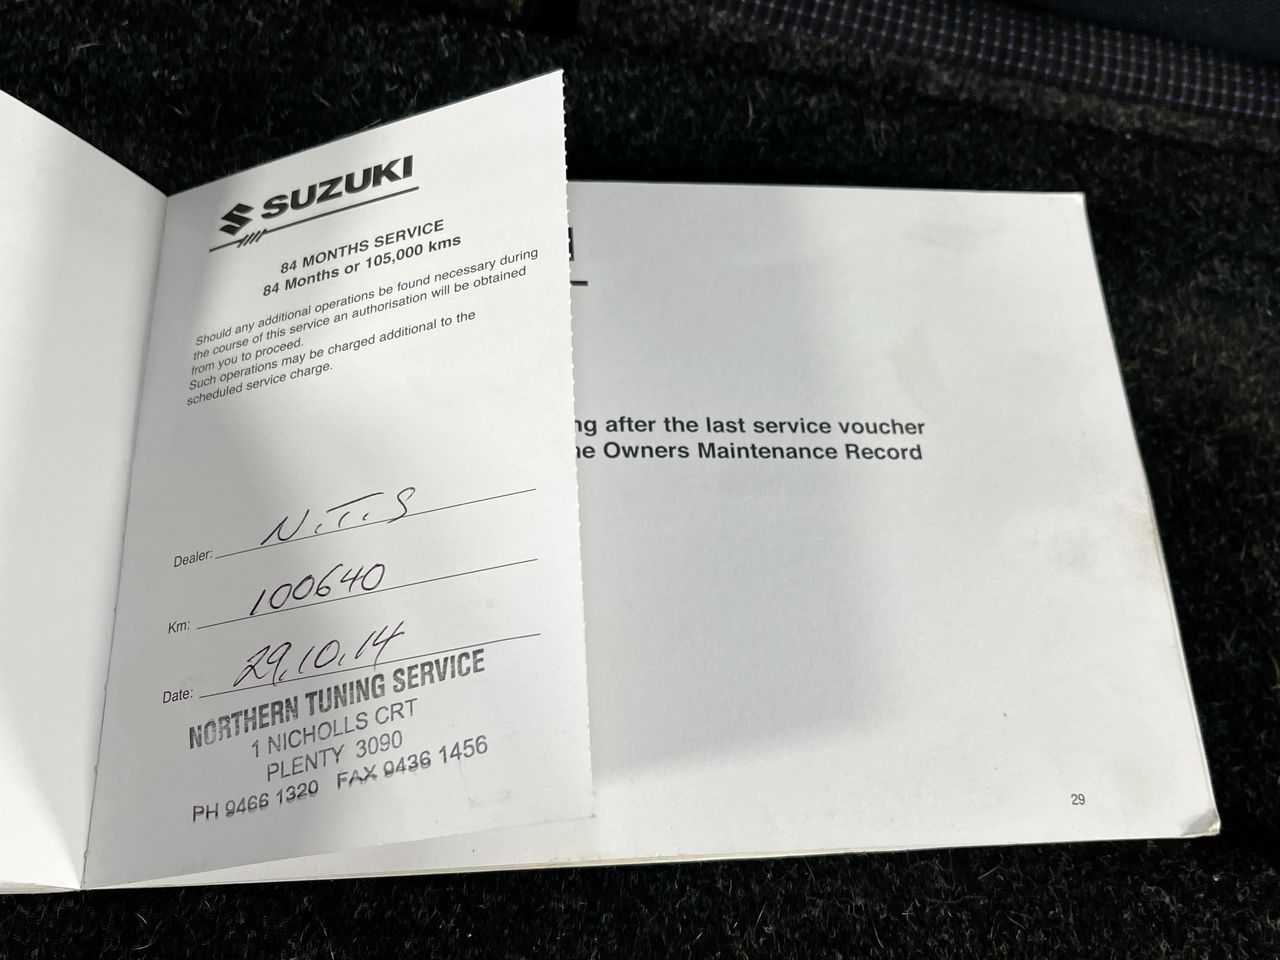 SUZUKI
84 MONTHS SERVICE
84 Months or 105,000 kms
Should any additional operations be found necessary during
the course of this service an authorisation will be obtained
from you to proceed.
Such operations may be charged additional to the
scheduled service charge.
Dealer: N.T.S
Km: 100640
Date: 29.10.14
NORTHERN TUNING SERVICE
1 NICHOLLS CRT
PLENTY 3090
PH 9466 1320 FAX 9436 1456
ng after the last service voucher
e Owners Maintenance Record
29